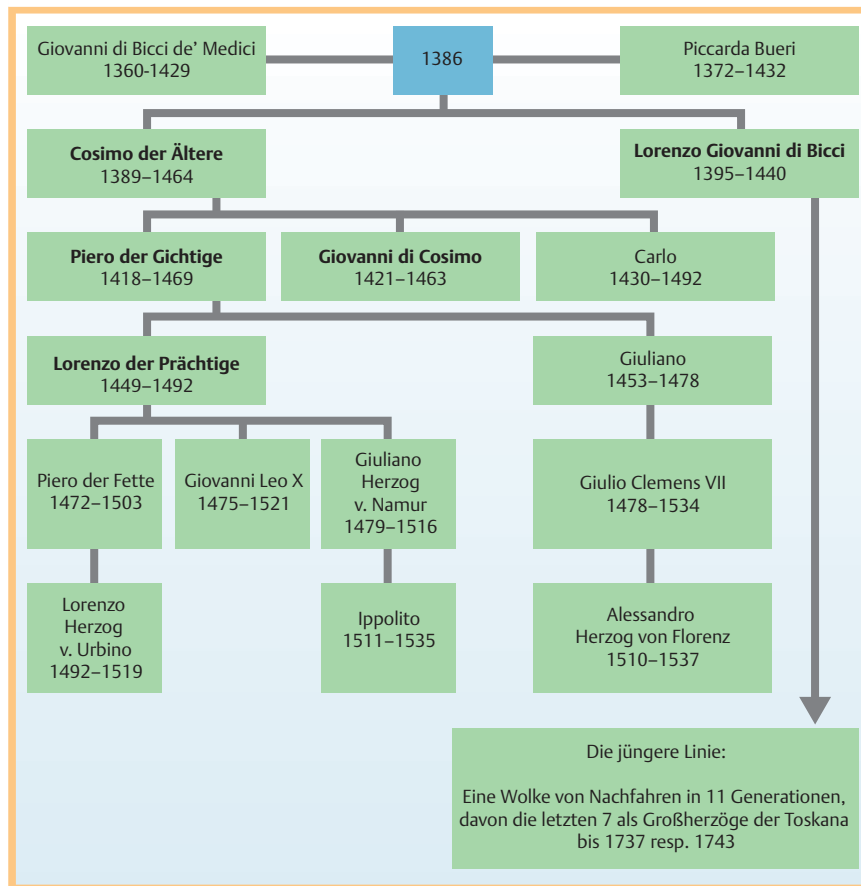 Giovanni di Bicci de’ Medici
1360-1429
1386
Piccarda Bueri
1372–1432
Cosimo der Ältere
1389–1464
Lorenzo Giovanni di Bicci
1395–1440
Piero der Gichtige
1418–1469
Giovanni di Cosimo
1421–1463
Carlo
1430–1492
Lorenzo der Prächtige
1449–1492
Giuliano
1453–1478
Piero der Fette
1472–1503
Giovanni Leo X
1475–1521
Giuliano
Herzog
v. Namur
1479–1516
Giulio Clemens VII
1478–1534
Lorenzo
Herzog
v. Urbino
1492–1519
Ippolito
1511–1535
Alessandro
Herzog von Florenz
1510–1537
Die jüngere Linie:
Eine Wolke von Nachfahren in 11 Generationen,
davon die letzten 7 als Großherzöge der Toskana
bis 1737 resp. 1743